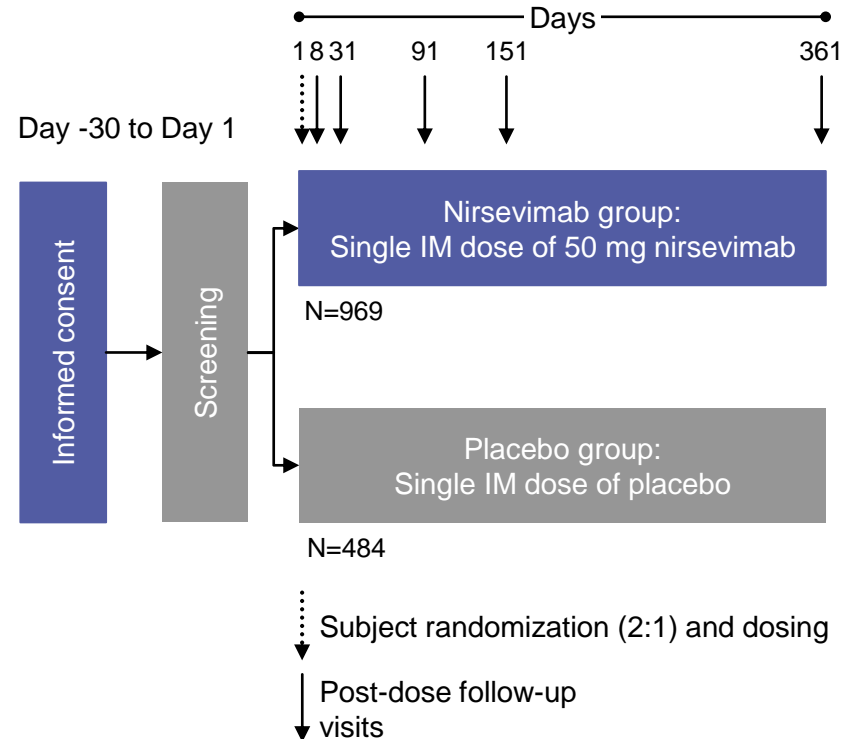 Days
1 8 31 91 151 361
Day -30 to Day 1
Informed consent
Screening
Nirsevimab group:
Single IM dose of 50 mg nirsevimab
N=969
Placebo group:
Single IM dose of placebo
N=484
Subject randomization (2:1) and dosing
Post-dose follow-up
visits